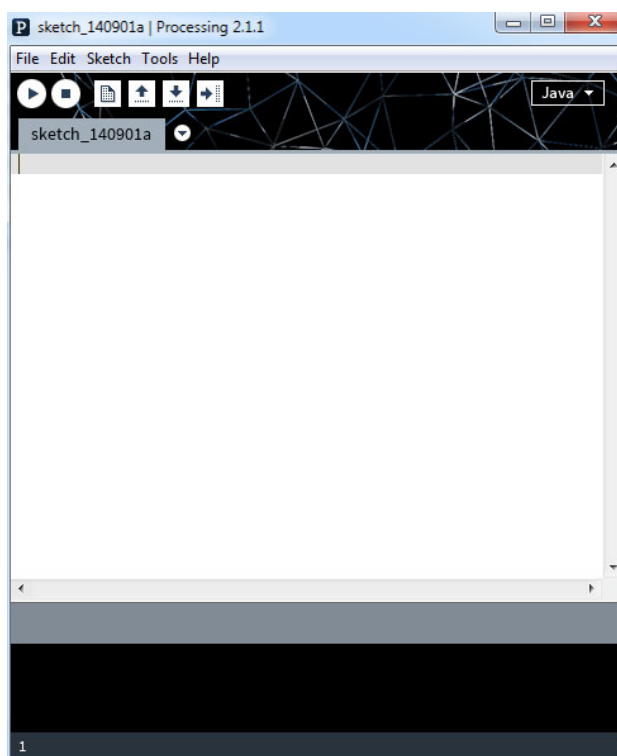 P sketch_140901a | Processing 2.1.1
File Edit Sketch Tools Help
Java
sketch_140901a
1